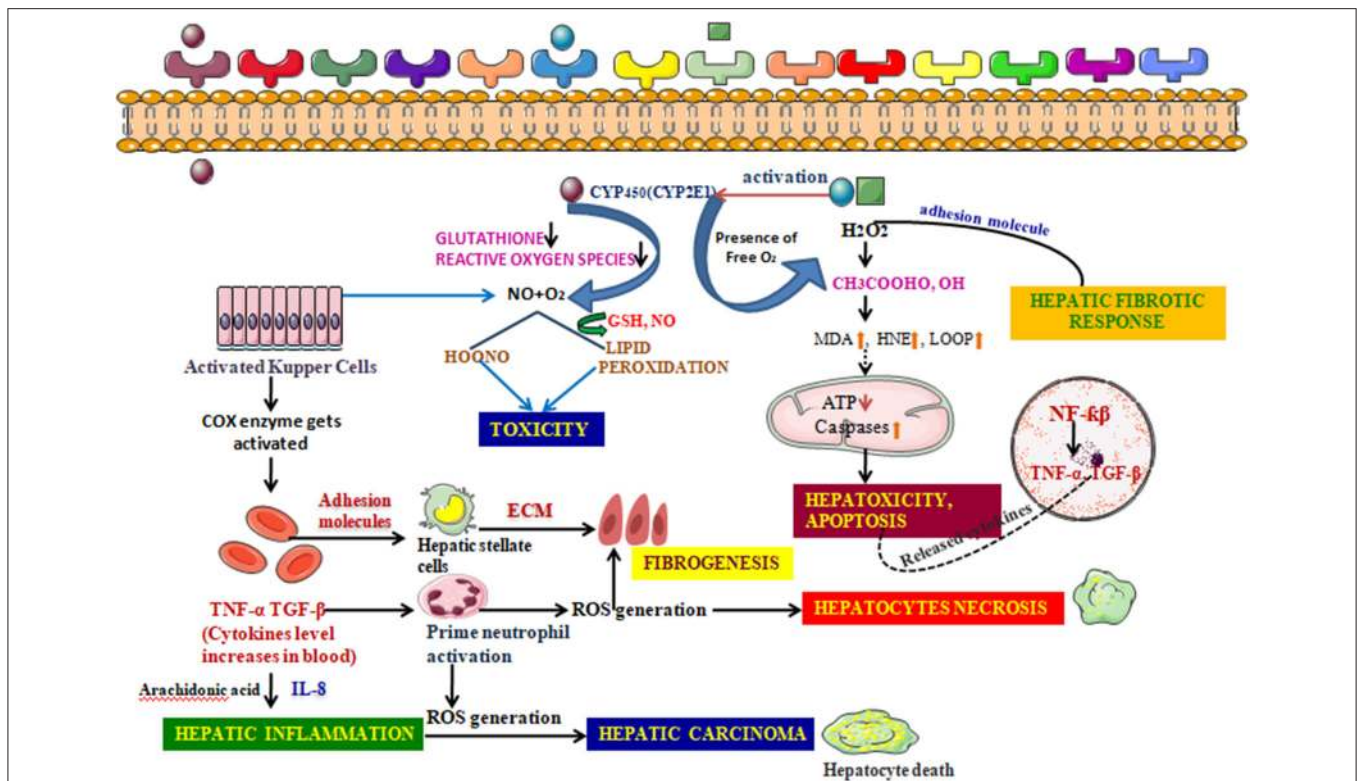 activation
CYP450(CYP2E1)
adhesion molecule
GLUTATHIONE
REACTIVE OXYGEN SPECIES
Presence of
Free O₂
H2O2
CH3COOHO, OH
HEPATIC FIBROTIC
RESPONSE
NO+O₂
GSH, NO
HOONO
LIPID
PEROXIDATION
MDA , HNE , LOOP
Activated Kupper Cells
TOXICITY
ATP
Caspases
NF-ƙβ
TNF-α, TGF-β
COX enzyme gets
activated
HEPATOXICITY,
APOPTOSIS
Released cytokines
Adhesion
molecules
ECM
Hepatic stellate
cells
FIBROGENESIS
TNF-α TGF-β
(Cytokines level
increases in blood)
Prime neutrophil
activation
ROS generation
HEPATOCYTES NECROSIS
Arachidonic acid
IL-8
HEPATIC INFLAMMATION
ROS generation
HEPATIC CARCINOMA
Hepatocyte death